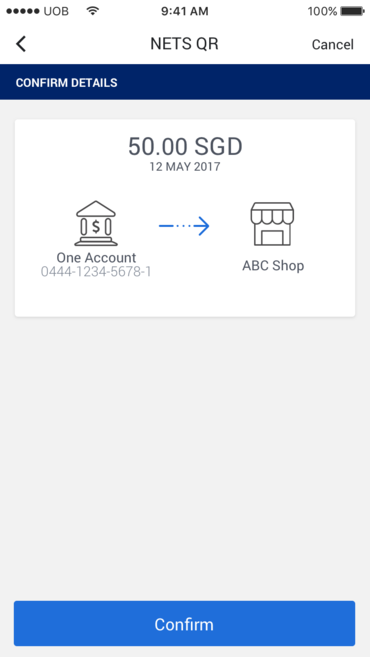 UOB 9:41 AM 100%
NETS QR Cancel
CONFIRM DETAILS
50.00 SGD
12 MAY 2017
$
One Account
0444-1234-5678-1
ABC Shop
Confirm